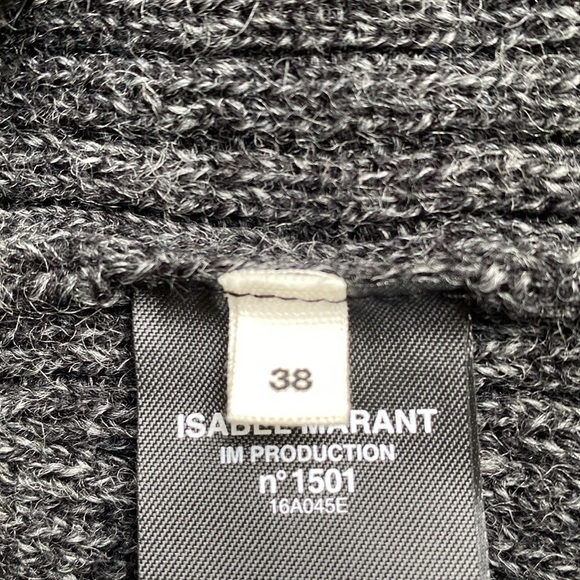 38
ISABEL MARANT
IM PRODUCTION
n° 1501
16A045E